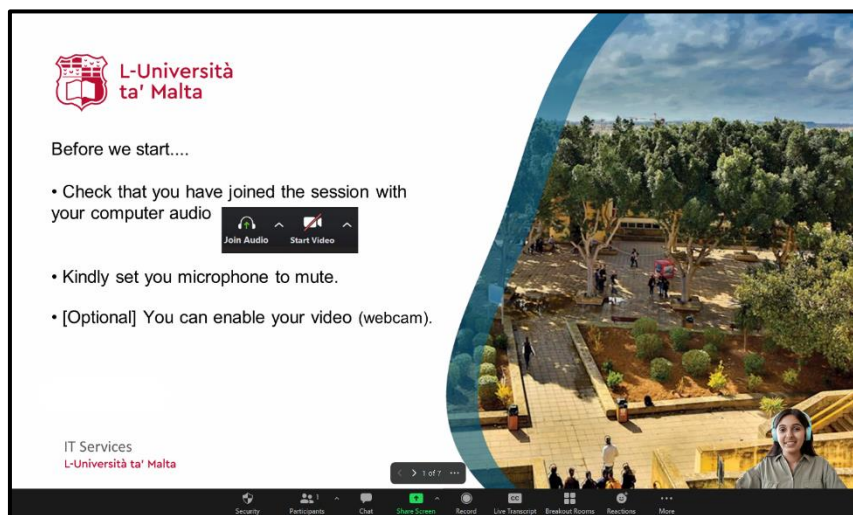 L-Università
ta' Malta
Before we start....
• Check that you have joined the session with
your computer audio
Join Audio Start Video
• Kindly set you microphone to mute.
• [Optional] You can enable your video (webcam).
IT Services
L-Università ta' Malta
1 of 7
1
Security Participants Chat Share Screen Record CC Live Transcript Breakout Rooms Reactions More